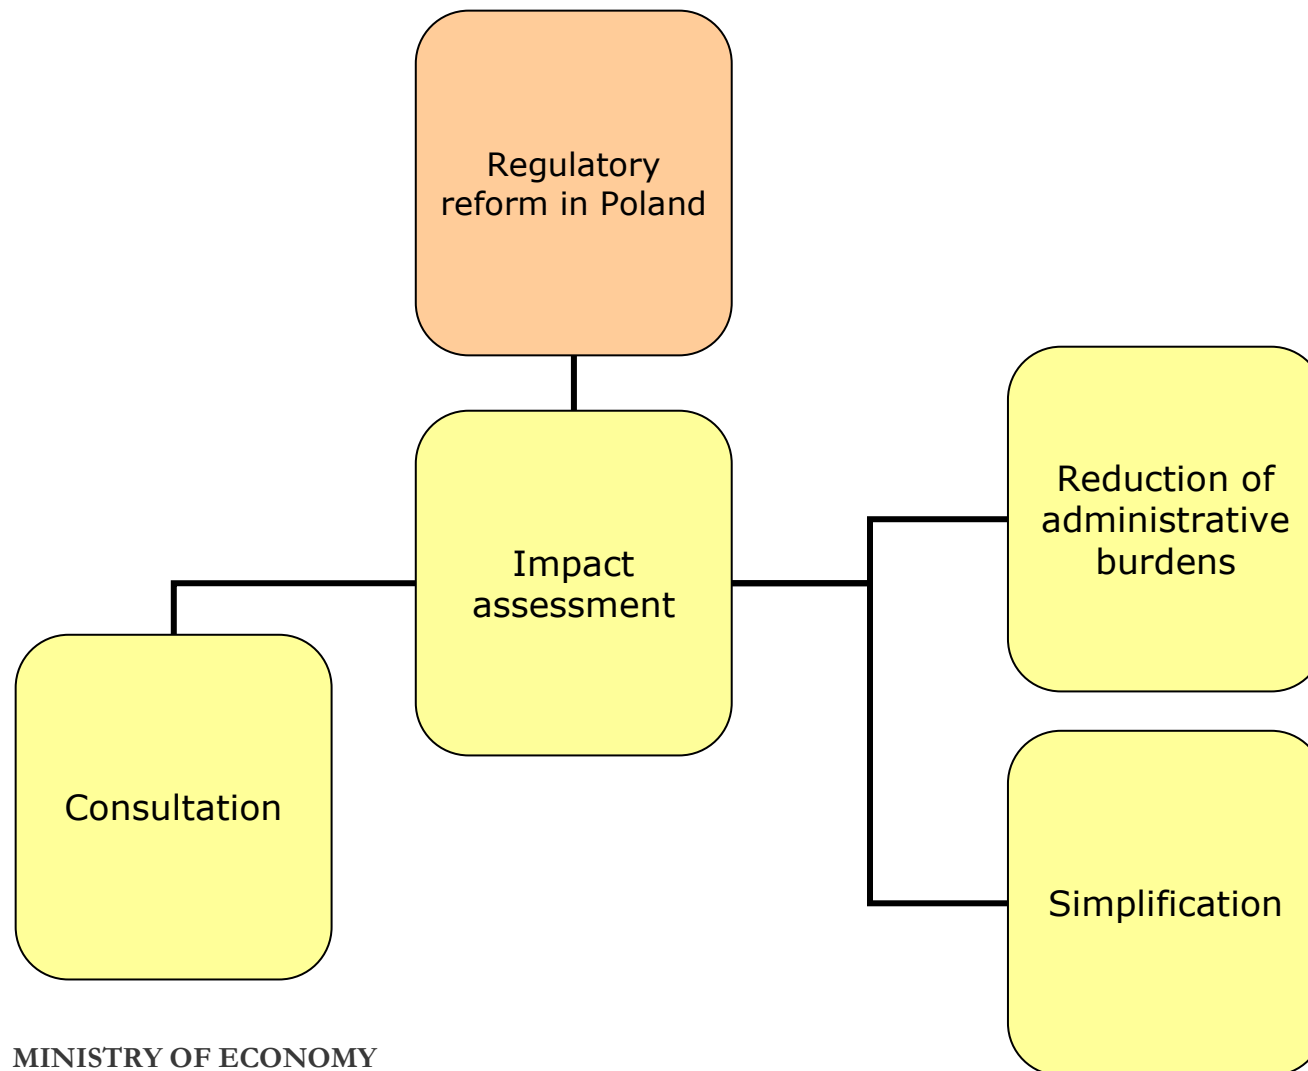 Regulatory
reform in Poland
Impact
assessment
Reduction of
administrative
burdens
Consultation
Simplification
MINISTRY OF ECONOMY